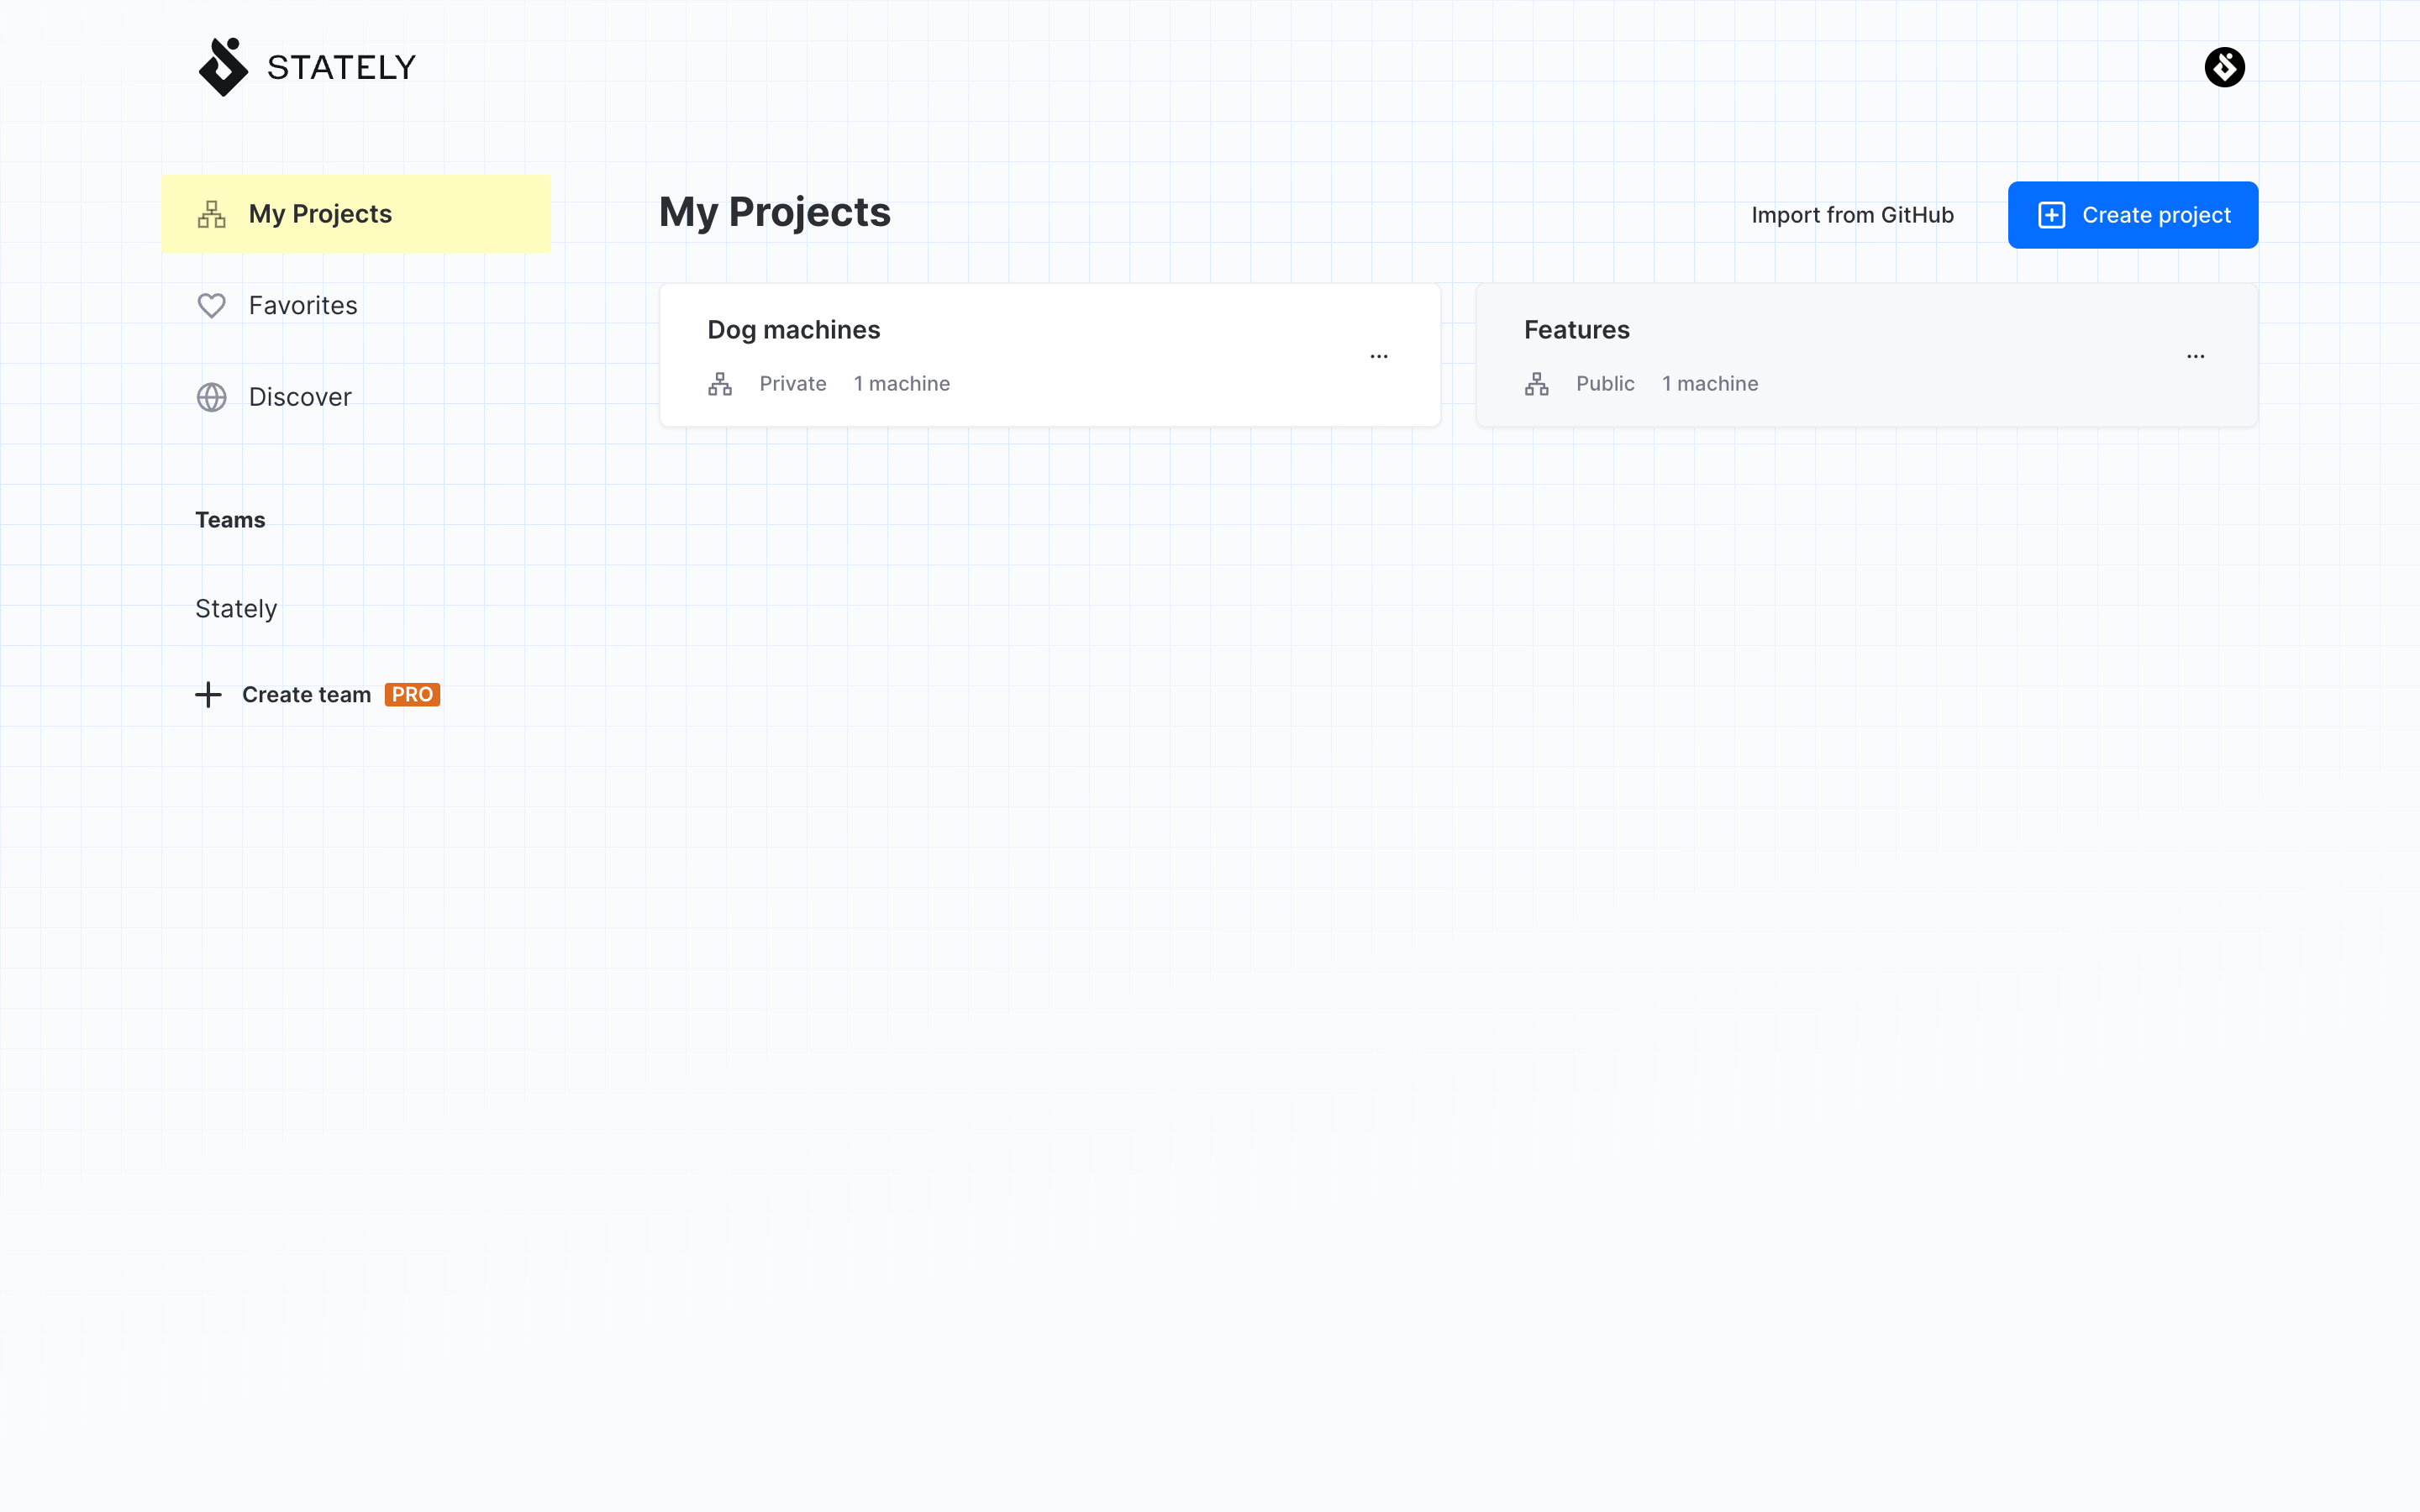 STATELY
My Projects
Favorites
Discover
Teams
Stately
Create team PRO
My Projects
Import from GitHub
Create project
Dog machines
Private 1 machine
Features
Public 1 machine